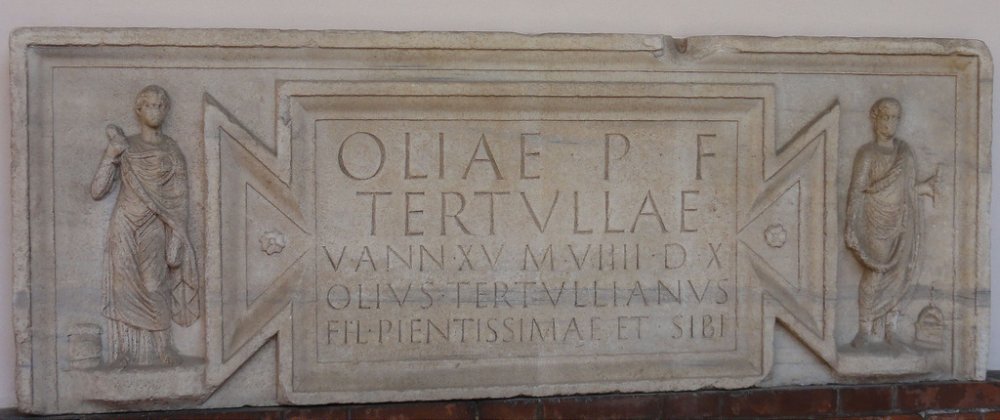 OLIAE P F
TERTVLLAE
V·ANN·XV M·VIIII·D·X
OLIVS·TERTVLLIANVS
FIL·PIENTISSIMAE ET·SIBI